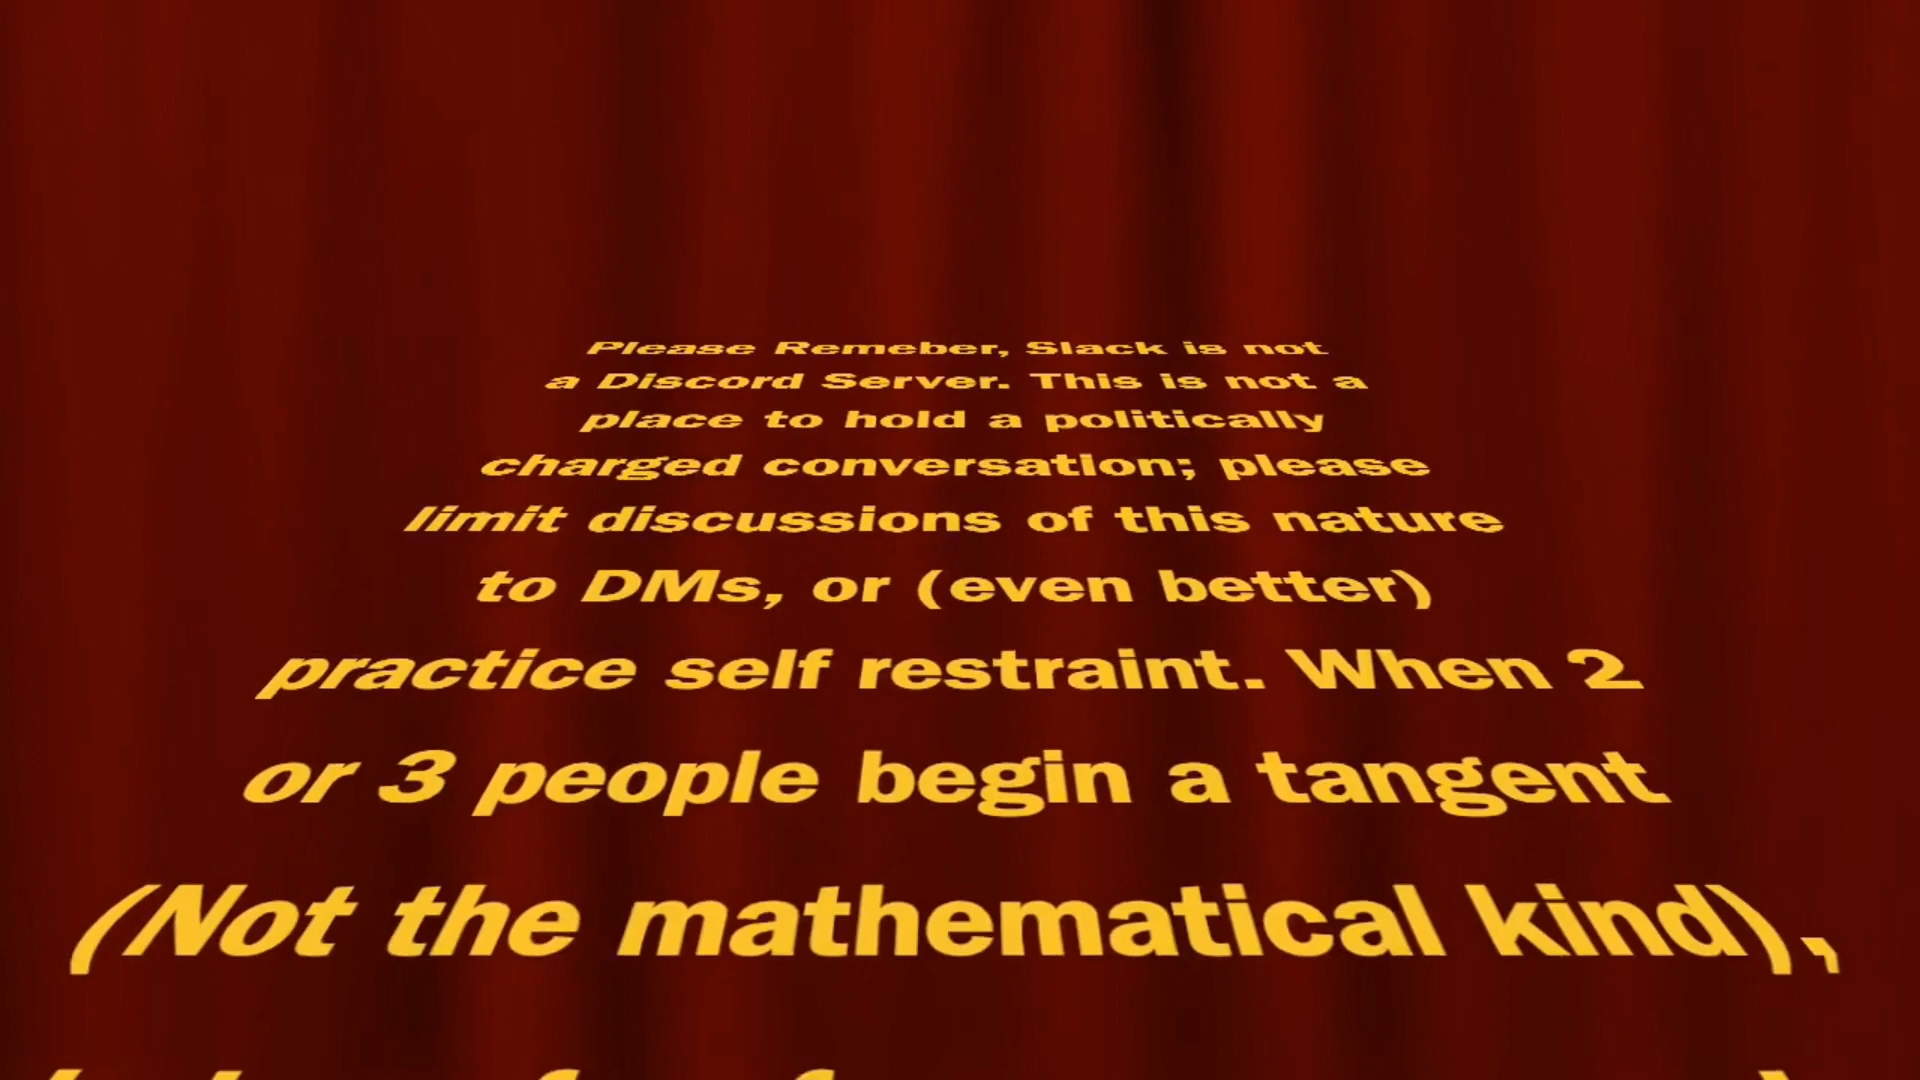 Please Remeber, Slack is not
a Discord Server. This is not a
place to hold a politically
charged conversation; please
limit discussions of this nature
to DMs, or (even better)
practice self restraint. When 2
or 3 people begin a tangent
(Not the mathematical kind),